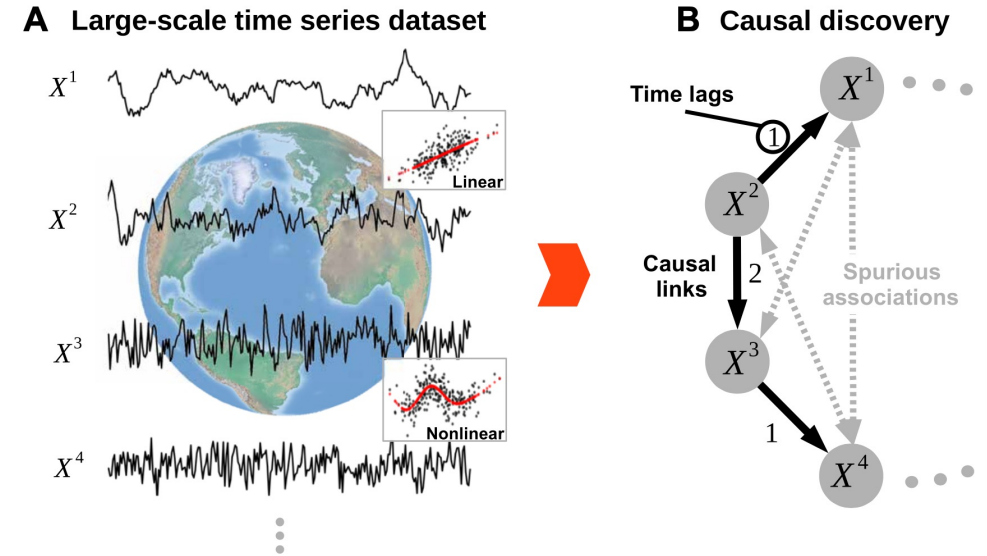 A Large-scale time series dataset
X¹
X²
X³
X⁴
Linear
Nonlinear
B Causal discovery
Time lags
1
X¹
X²
Causal
links
2
Spurious
associations
X³
1
X⁴